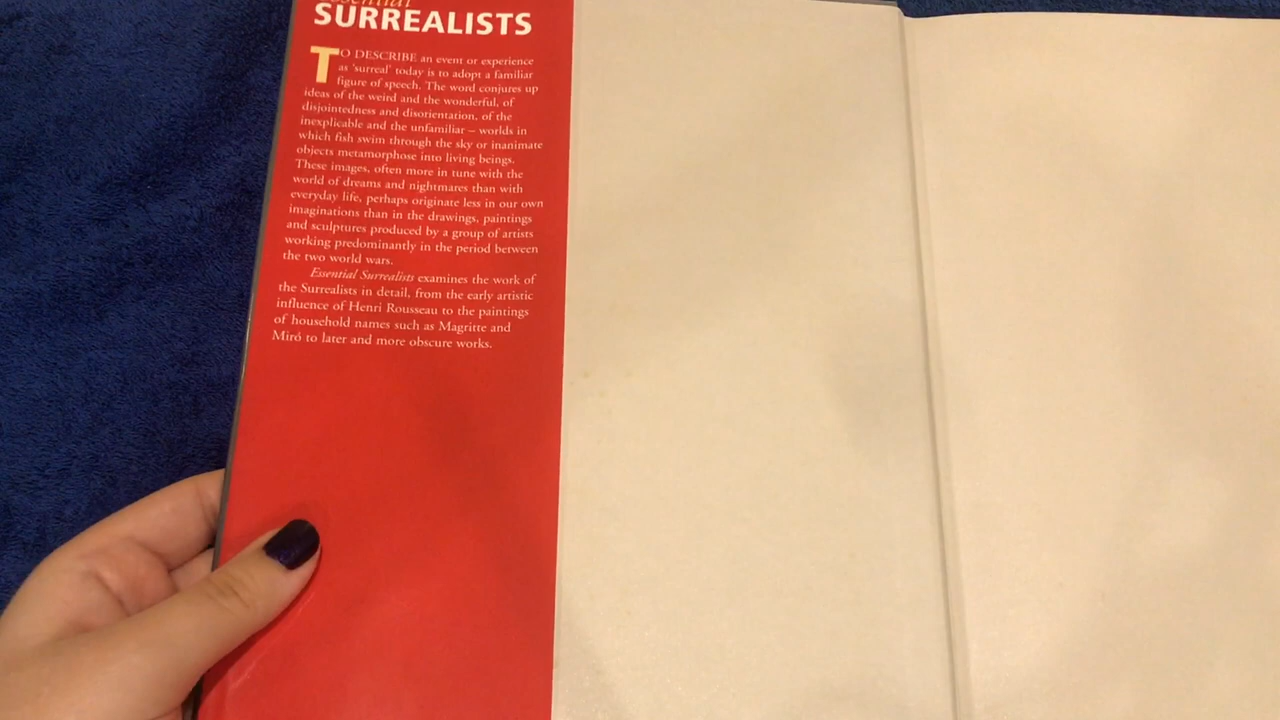 Essential
SURREALISTS
TO DESCRIBE an event or experience
as 'surreal' today is to adopt a familiar
figure of speech. The word conjures up
ideas of the weird and the wonderful, of
disjointedness and disorientation, of the
inexplicable and the unfamiliar – worlds in
which fish swim through the sky or inanimate
objects metamorphose into living beings.
These images, often more in tune with the
world of dreams and nightmares than with
everyday life, perhaps originate less in our own
imaginations than in the drawings, paintings
and sculptures produced by a group of artists
working predominantly in the period between
the two world wars.
Essential Surrealists examines the work of
the Surrealists in detail, from the early artistic
influence of Henri Rousseau to the paintings
of household names such as Magritte and
Miró to later and more obscure works.